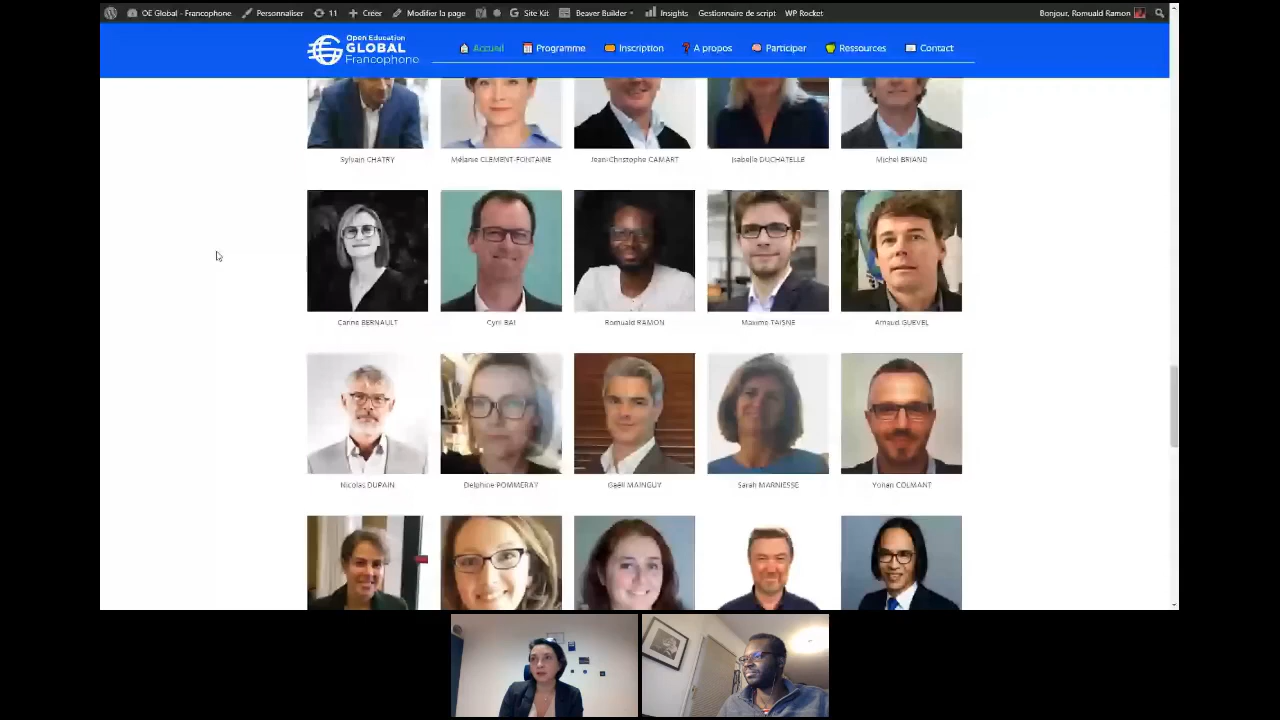 OE Global - Francophone Personnaliser 11 Créer Modifier la page Site Kit Beaver Builder Insights Gestionnaire de script WP Rocket Bonjour, Romuald Ramon
Open Education
GLOBAL
Francophone
Accueil Programme Inscription A propos Participer Ressources Contact
Sylvain CHATRY Mélanie CLEMENT-FONTAINE Jean-Christophe CAMART Isabelle DUCHATELLE Michel BRIAND
Carine BERNAULT Cyril BAI Romuald RAMON Maxime TAISNE Arnaud GUEVEL
Nicolas DUPAIN Delphine POMMERAY Gaëll MAINGUY Sarah MARNIESSE Yohan COLMANT